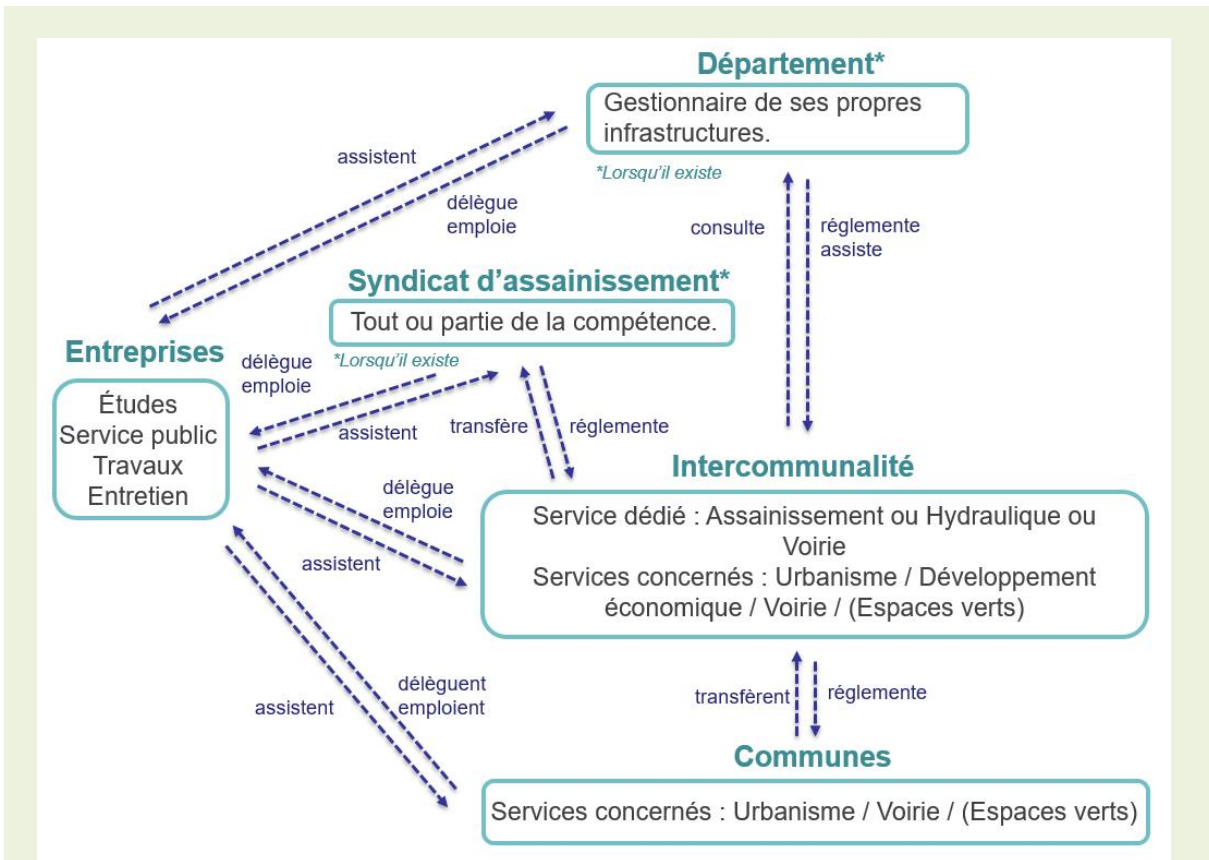 Département*
Gestionnaire de ses propres
infrastructures.
*Lorsqu'il existe
assistent
délègue
emploie
consulte
réglemente
assiste
Syndicat d'assainissement*
Tout ou partie de la compétence.
*Lorsqu'il existe
Entreprises
Études
Service public
Travaux
Entretien
délègue
emploie
assistent
transfère
réglemente
délègue
emploie
assistent
Intercommunalité
Service dédié : Assainissement ou Hydraulique ou
Voirie
Services concernés : Urbanisme / Développement
économique / Voirie / (Espaces verts)
délèguent
emploient
assistent
transfèrent
réglemente
Communes
Services concernés : Urbanisme / Voirie / (Espaces verts)